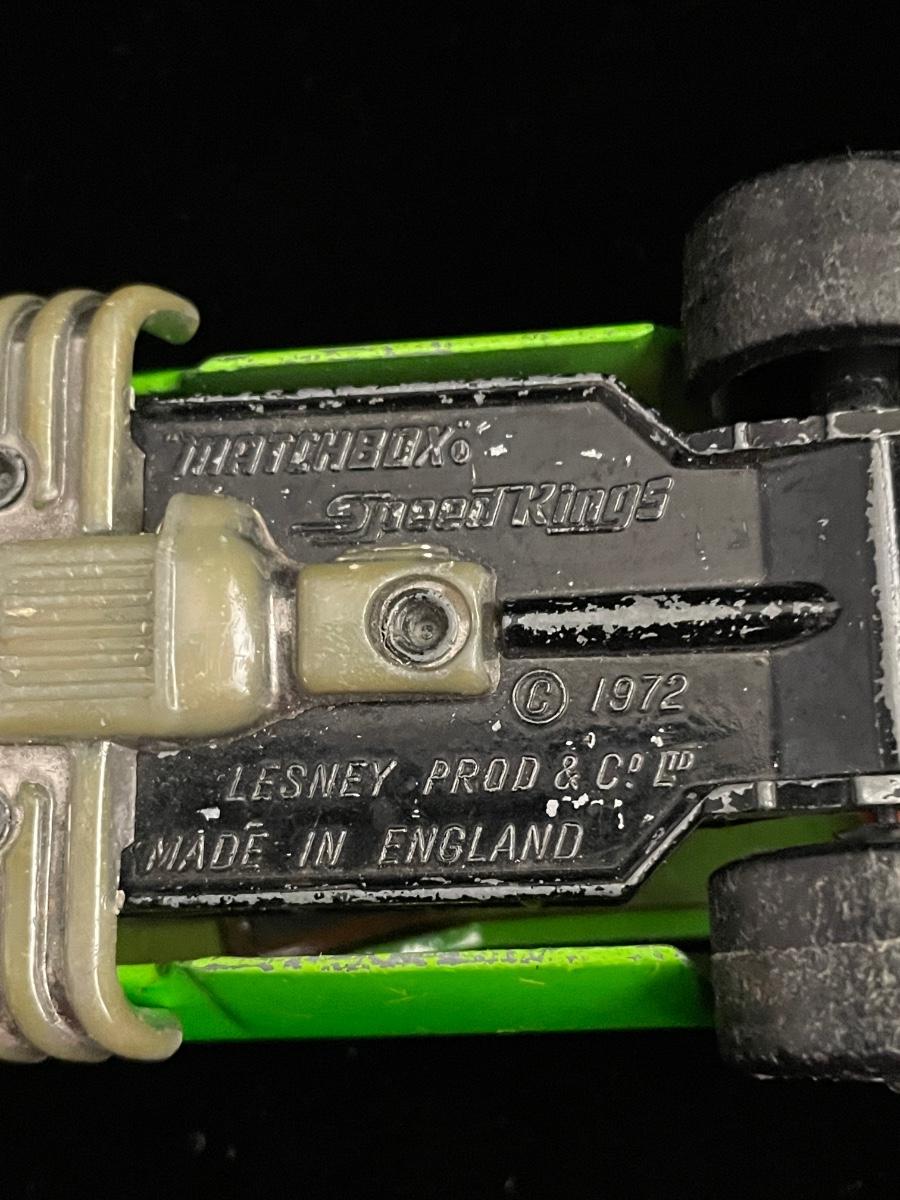 "MATCHBOX"®
Speed Kings
© 1972
LESNEY PROD & Cº Lᵀᴰ
MADE IN ENGLAND